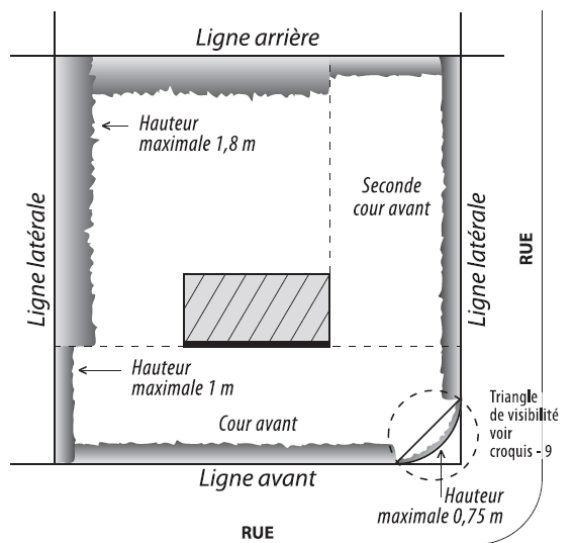 Ligne arrière
Hauteur
maximale 1,8 m
Seconde
cour avant
Ligne latérale
Ligne latérale
RUE
Hauteur
maximale 1 m
Cour avant
Triangle
de visibilité
voir
croquis - 9
Ligne avant
Hauteur
maximale 0,75 m
RUE